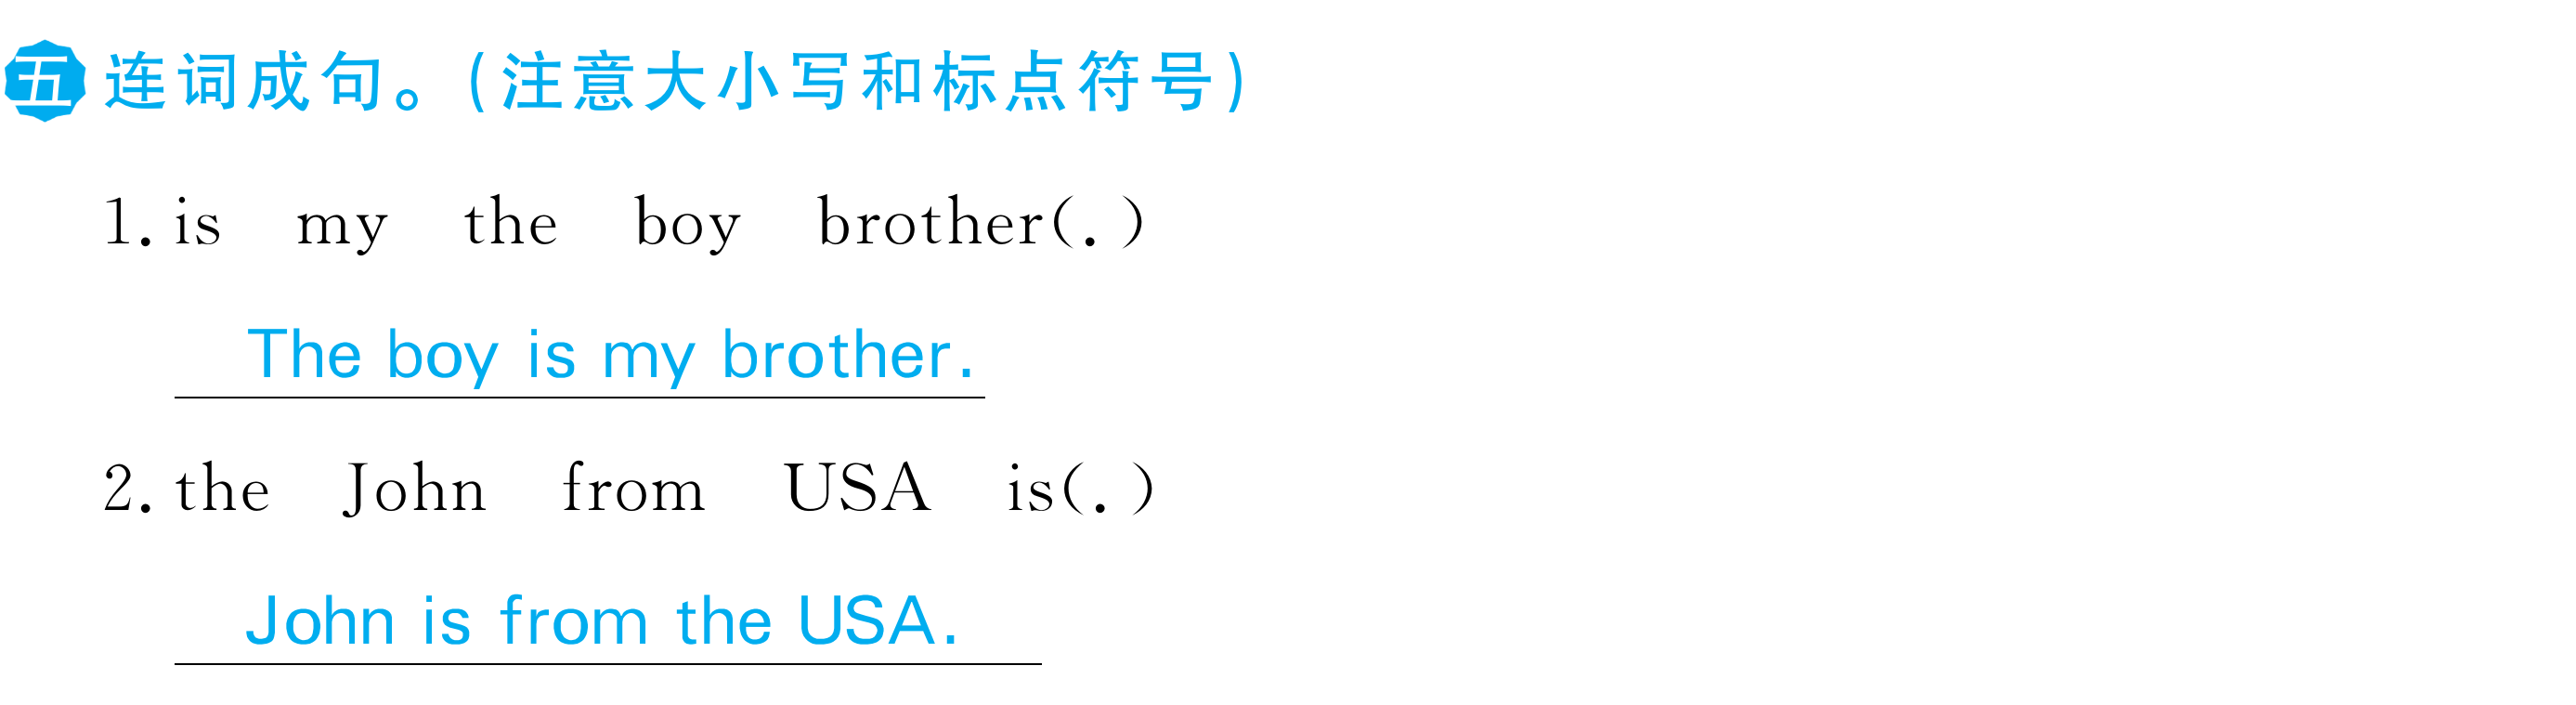 五 连词成句。(注意大小写和标点符号)
1. is my the boy brother(.)
The boy is my brother.
2. the John from USA is(.)
John is from the USA.